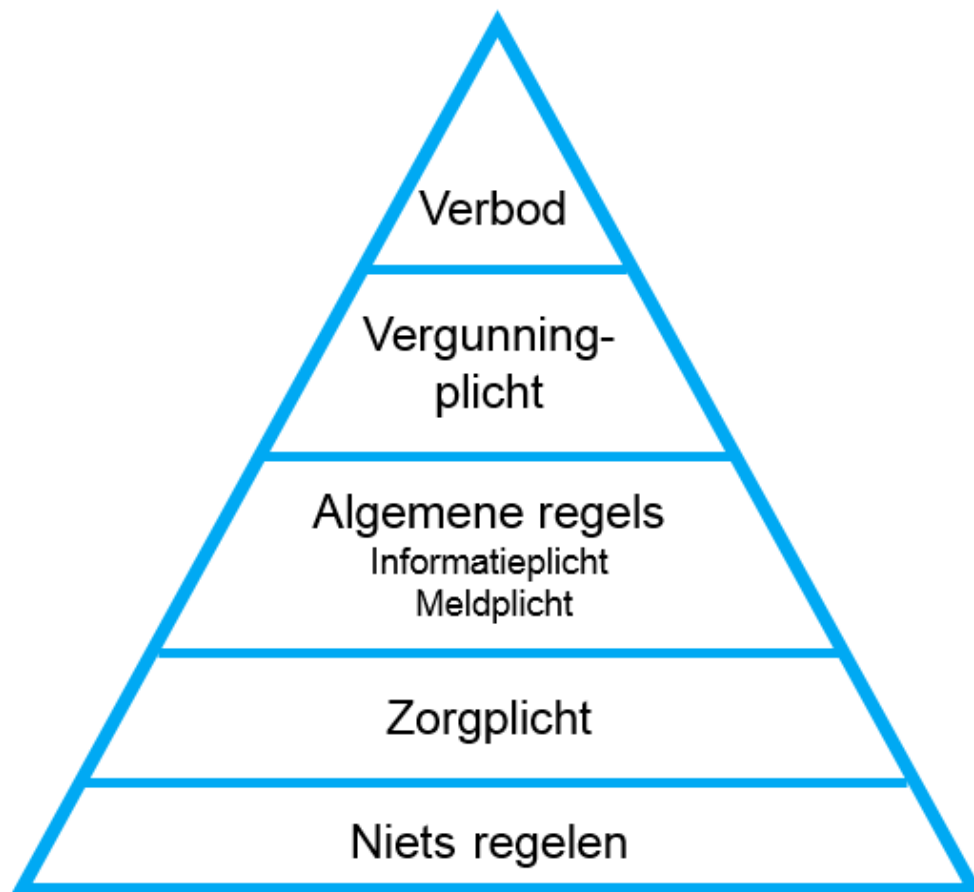 Verbod
Vergunning-
plicht
Algemene regels
Informatieplicht
Meldplicht
Zorgplicht
Niets regelen